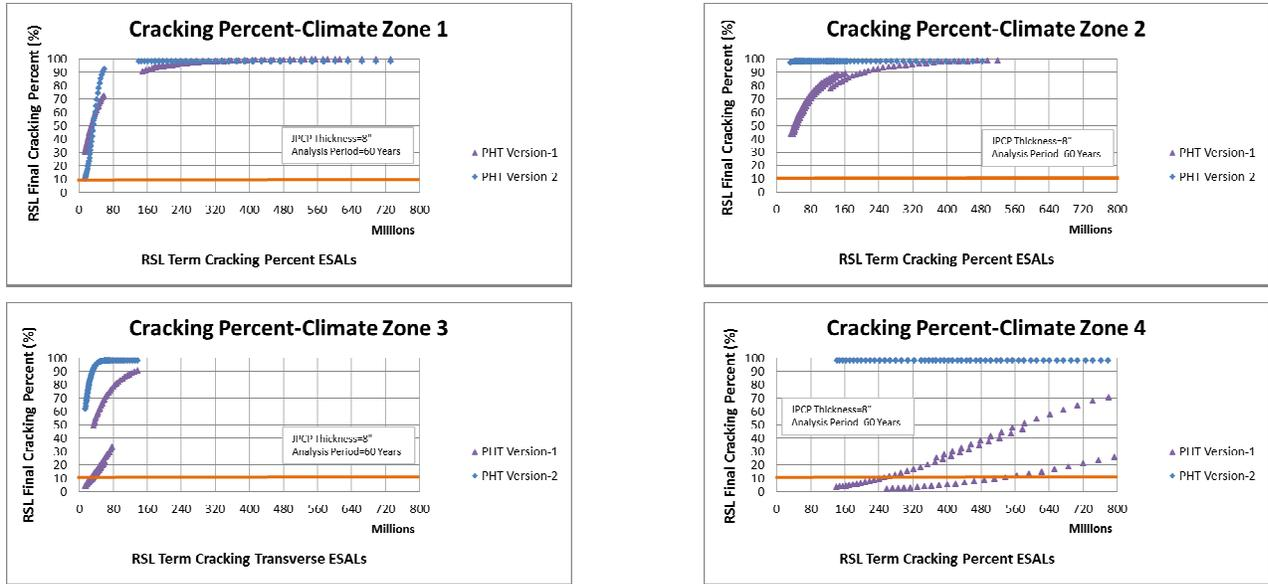 Cracking Percent-Climate Zone 1
RSL Final Cracking Percent (%)
100
90
80
70
60
50
40
30
20
10
0
JPCP Thickness=8"
Analysis Period=60 Years
0 80 160 240 320 400 480 560 640 720 800
Millions
RSL Term Cracking Percent ESALs
PHT Version-1
PHT Version 2
Cracking Percent-Climate Zone 2
RSL Final Cracking Percent (%)
100
90
80
70
60
50
40
30
20
10
0
JPCP Thickness=8"
Analysis Period 60 Years
0 80 160 240 320 400 480 560 640 720 800
Millions
RSL Term Cracking Percent ESALs
PHT Version-1
PHT Version 2
Cracking Percent-Climate Zone 3
RSL Final Cracking Percent (%)
100
90
80
70
60
50
40
30
20
10
0
JPCP Thickness=8"
Analysis Period=60 Years
0 80 160 240 320 400 480 560 640 720 800
Millions
RSL Term Cracking Transverse ESALs
PHT Version-1
PHT Version-2
Cracking Percent-Climate Zone 4
RSL Final Cracking Percent (%)
100
90
80
70
60
50
40
30
20
10
0
JPCP Thickness=8"
Analysis Period 60 Years
0 80 160 240 320 400 480 560 640 720 800
Millions
RSL Term Cracking Percent ESALs
PHT Version-1
PHT Version-2